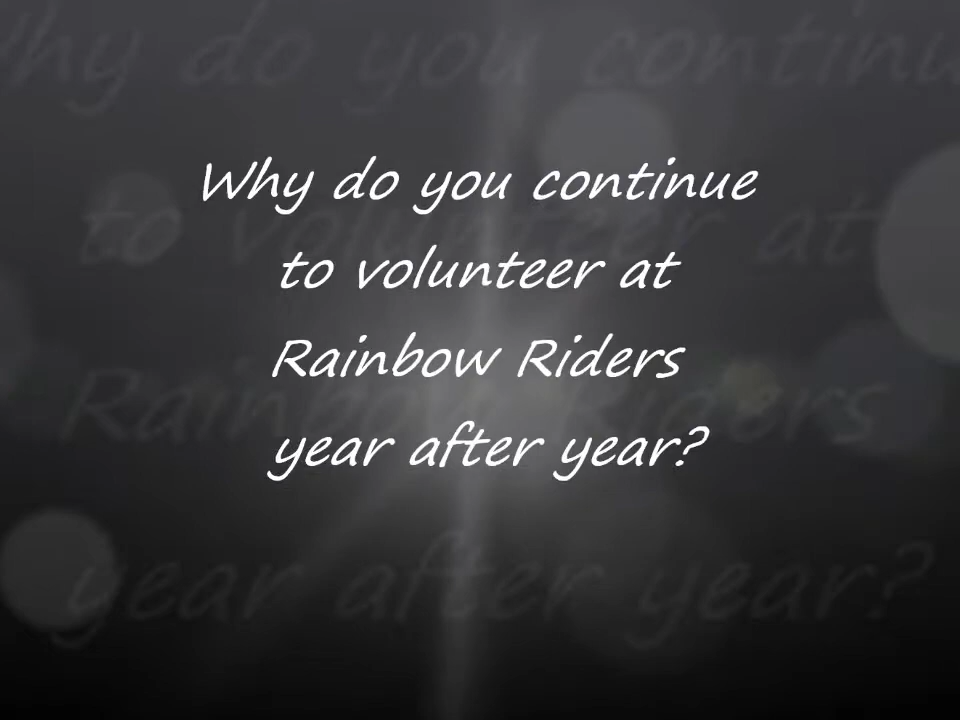 Why do you continue
to volunteer at
Rainbow Riders
year after year?